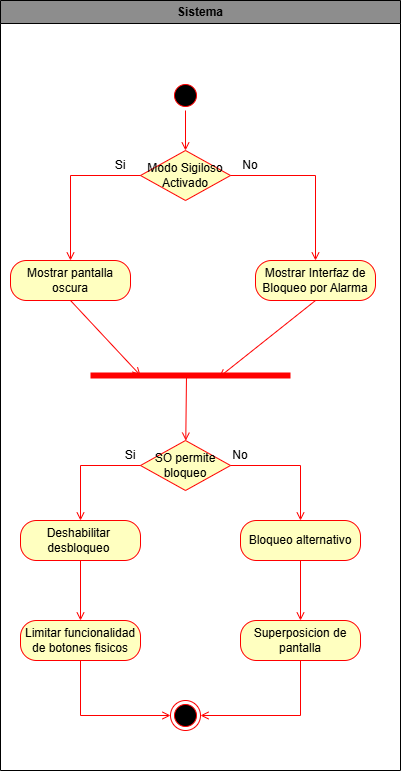 Sistema
Modo Sigiloso
Activado
Si
No
Mostrar pantalla
oscura
Mostrar Interfaz de
Bloqueo por Alarma
SO permite
bloqueo
Si
No
Deshabilitar
desbloqueo
Bloqueo alternativo
Limitar funcionalidad
de botones fisicos
Superposicion de
pantalla